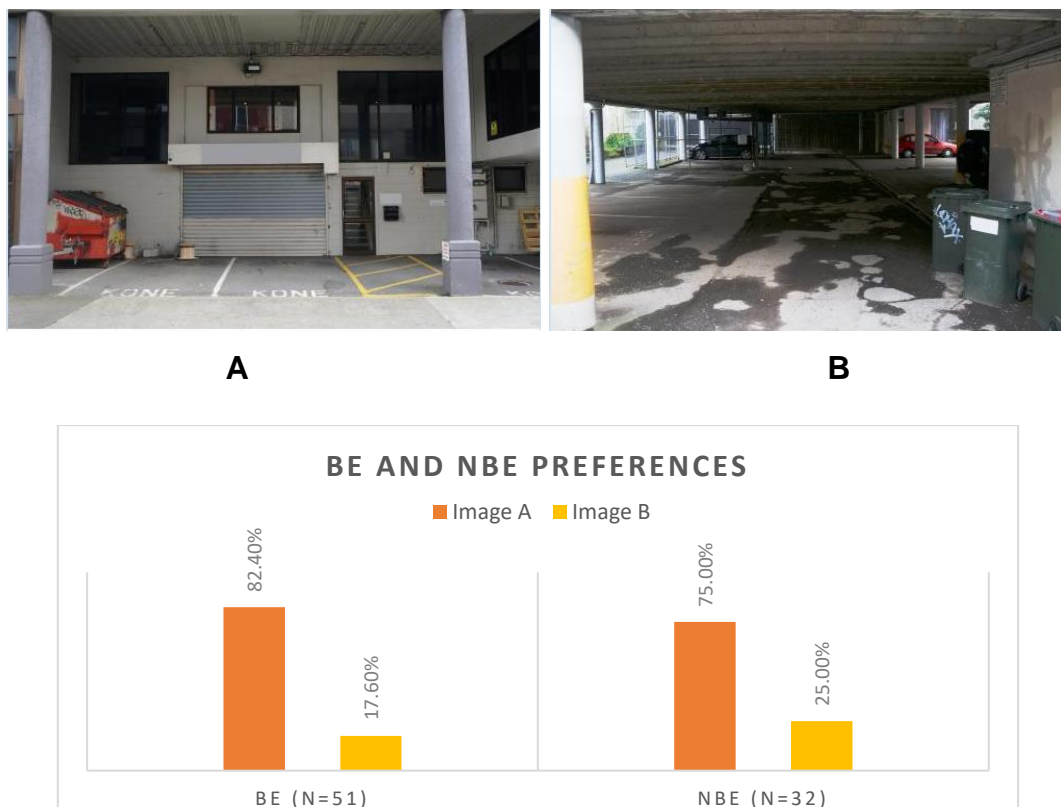 KONE KONE
A B
BE AND NBE PREFERENCES
Image A Image B
82.40% 17.60% 75.00% 25.00%
BE (N=51) NBE (N=32)